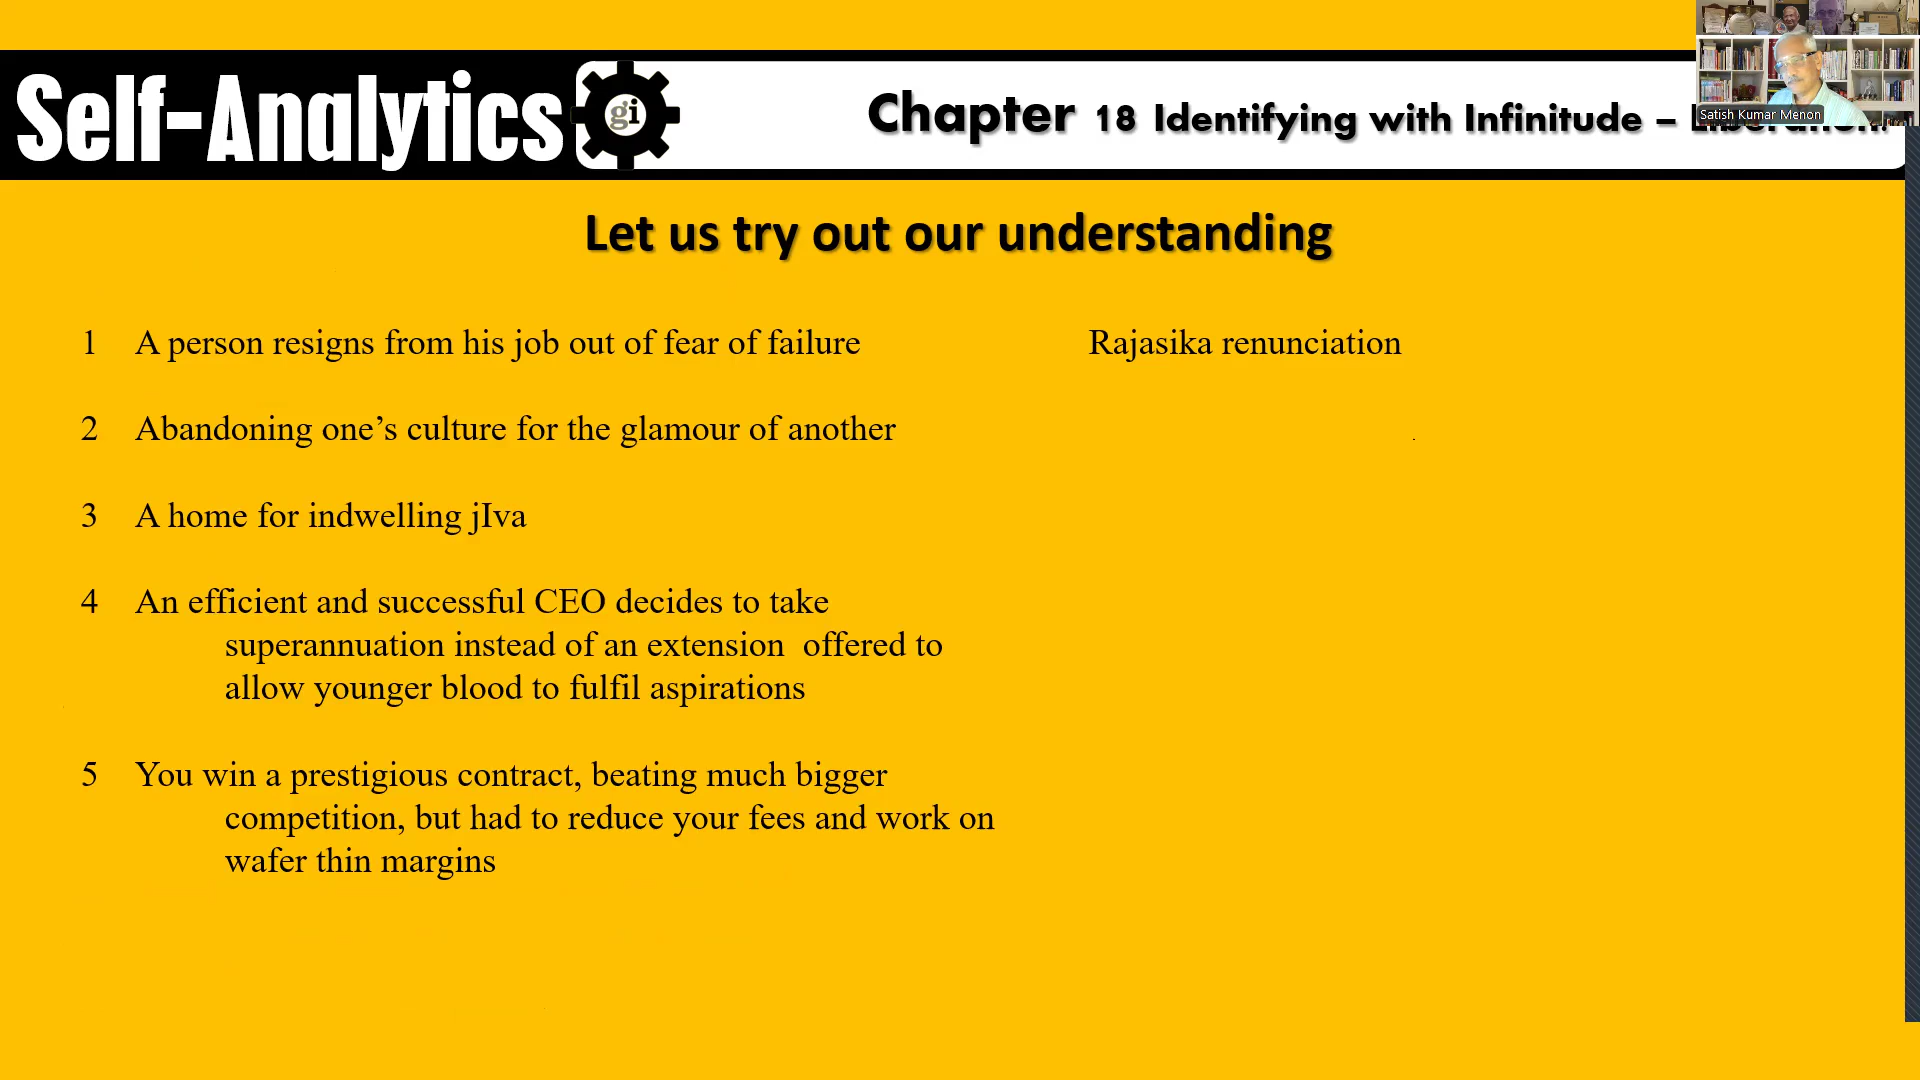 Self-Analytics
gi
Chapter 18 Identifying with Infinitude –
Satish Kumar Menon
Let us try out our understanding
1 A person resigns from his job out of fear of failure Rajasika renunciation
2 Abandoning one’s culture for the glamour of another
3 A home for indwelling jIva
4 An efficient and successful CEO decides to take
superannuation instead of an extension offered to
allow younger blood to fulfil aspirations
5 You win a prestigious contract, beating much bigger
competition, but had to reduce your fees and work on
wafer thin margins